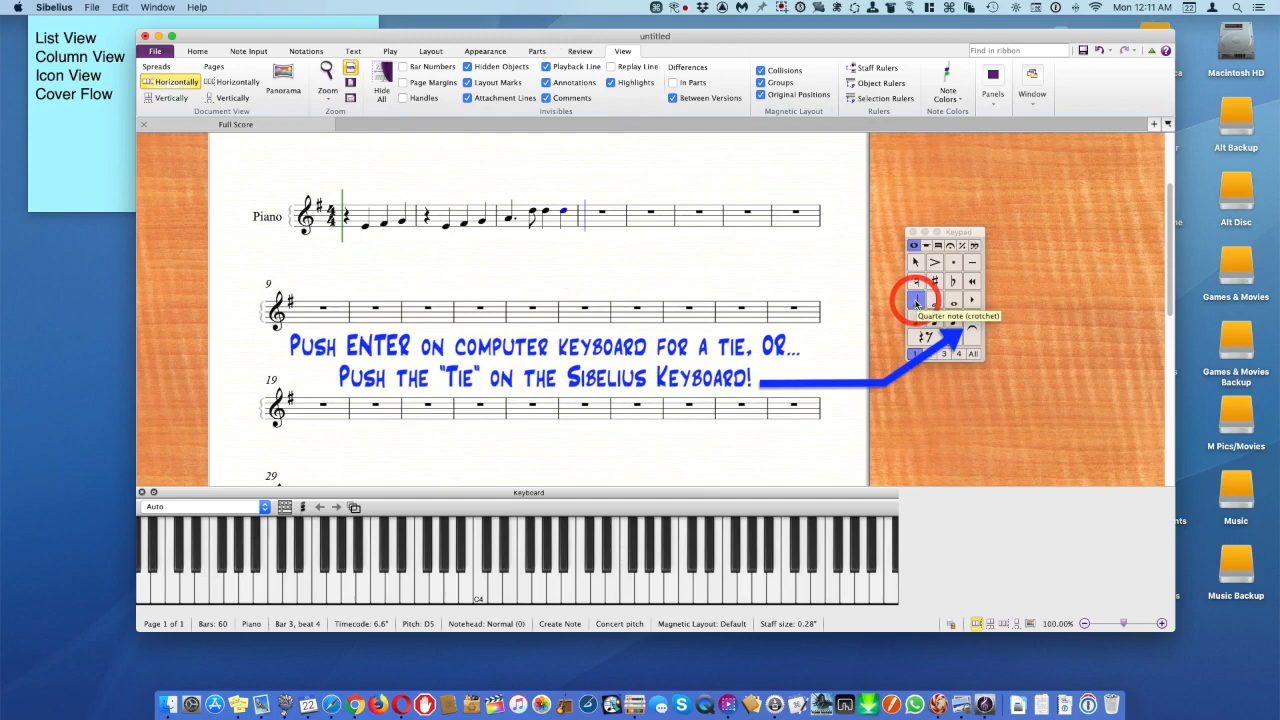 Sibelius File Edit Window Help
22 Mon 12:11 AM 22
List View
Column View
Icon View
Cover Flow
untitled
File Home Note Input Notations Text Play Layout Appearance Parts Review View Find in ribbon
Spreads Pages Bar Numbers Hidden Objects Playback Line Replay Line Differences Collisions Staff Rulers
Horizontally Horizontally Panorama Zoom Hide All Page Margins Layout Marks Annotations Highlights In Parts Groups Object Rulers Note Colors Panels Window
Vertically Vertically Handles Attachment Lines Comments Between Versions Original Positions Selection Rulers
Document View Zoom Invisibles Magnetic Layout Rulers Note Colors
Full Score
Piano
Keypad
9
Quarter note (crotchet)
Push ENTER on computer keyboard for a tie, OR...
1 3 4 All
Push the "Tie" on the Sibelius Keyboard!
19
29
Keyboard
Auto
C4
Page 1 of 1 Bars: 60 Piano Bar 3, beat 4 Timecode: 6.6" Pitch: D5 Notehead: Normal (0) Create Note Concert pitch Magnetic Layout: Default Staff size: 0.28" 100.00%
Macintosh HD
Alt Backup
Alt Disc
Games & Movies
Games & Movies
Backup
M Pics/Movies
Music
Music Backup